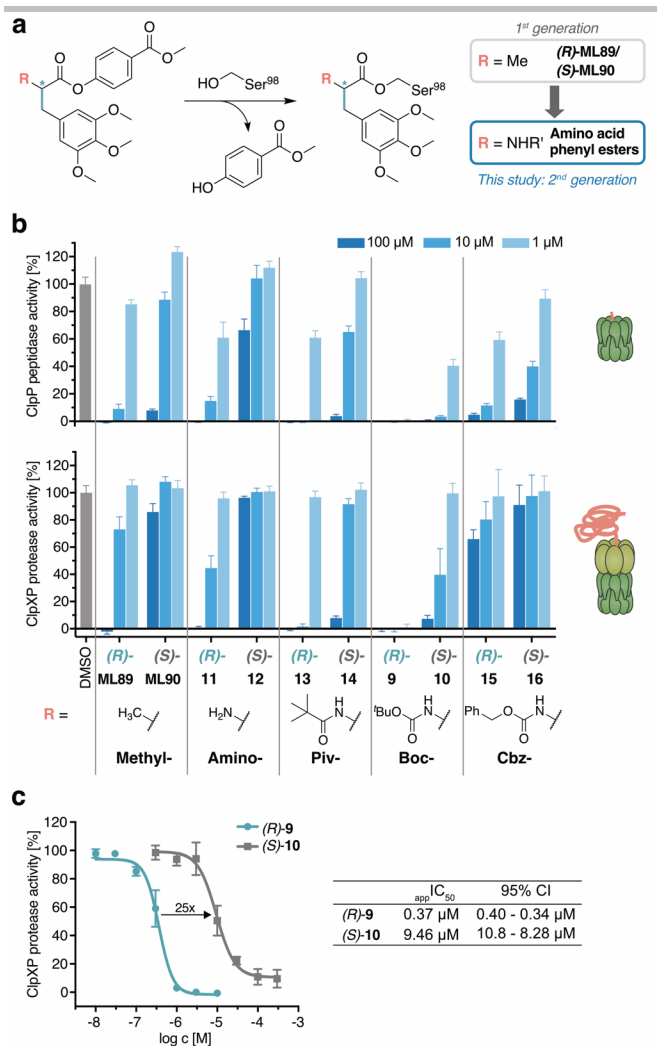 a
O
O
O
O
R
*
O
O
O
HO
Ser98
HO
O
O
R
O
*
Ser98
O
O
O
1st generation
R = Me
(R)-ML89/
(S)-ML90
R = NHR'
Amino acid
phenyl esters
This study: 2nd generation
b
100 µM
10 µM
1 µM
ClpP peptidase activity [%]
120
100
80
60
40
20
0
ClpXP protease activity [%]
120
100
80
60
40
20
0
DMSO
(R)- (S)- (R)- (S)- (R)- (S)- (R)- (S)- (R)- (S)-
ML89 ML90 11 12 13 14 9 10 15 16
R =
H3C
H2N
H
N
O
tBuO
H
N
O
Ph
O
H
N
O
Methyl- Amino- Piv- Boc- Cbz-
c
ClpXP protease activity [%]
120
100
80
60
40
20
0
(R)-9
(S)-10
25x
-8 -7 -6 -5 -4 -3
log c [M]
appIC50 95% CI
(R)-9 0.37 µM 0.40 - 0.34 µM
(S)-10 9.46 µM 10.8 - 8.28 µM